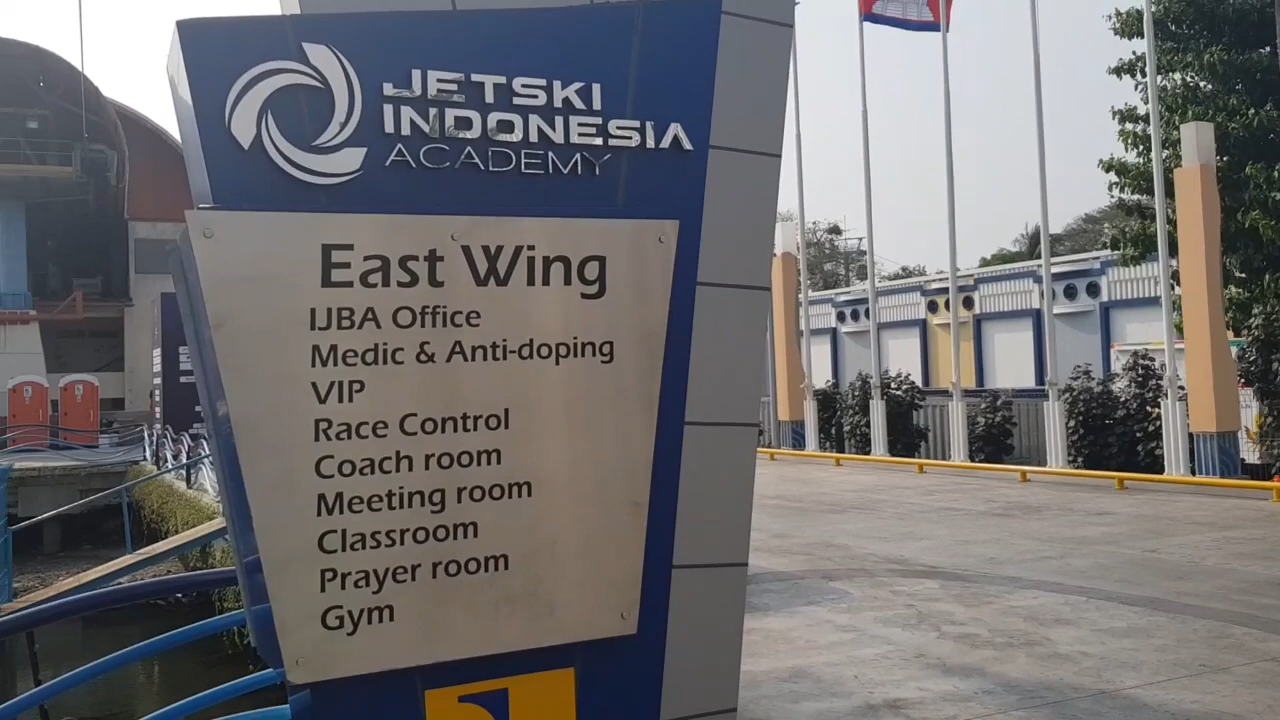 JETSKI
INDONESIA
ACADEMY
East Wing
IJBA Office
Medic & Anti-doping
VIP
Race Control
Coach room
Meeting room
Classroom
Prayer room
Gym